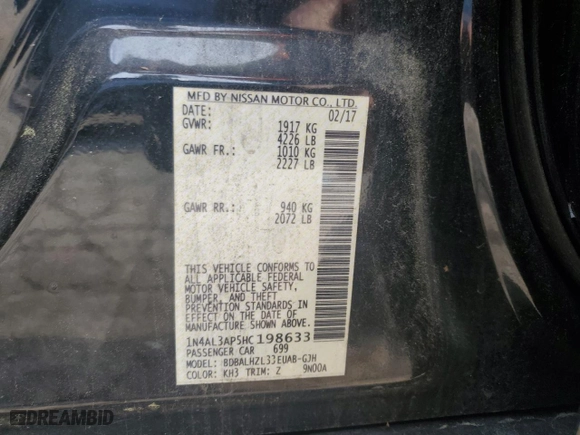 MFD BY NISSAN MOTOR CO., LTD.
DATE: 02/17
GVWR: 1917 KG
4226 LB
GAWR FR.: 1010 KG
2227 LB
GAWR RR.: 940 KG
2072 LB
THIS VEHICLE CONFORMS TO
ALL APPLICABLE FEDERAL
MOTOR VEHICLE SAFETY,
BUMPER, AND THEFT
PREVENTION STANDARDS IN
EFFECT ON THE DATE OF
MANUFACTURE SHOWN ABOVE.
1N4AL3AP5HC198633
PASSENGER CAR 699
MODEL: BDBALHZL33EUAB-GJH
COLOR: KH3 TRIM: Z 9N00A
DREAMBID